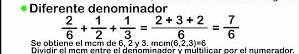 • Diferente denominador
2/6 + 1/2 + 1/3 = 2 + 3 + 2/6 = 7/6
Se obtiene el mcm de 6, 2 y 3. mcm(6,2,3)=6
Dividir el mcm entre el denominador y multiplicar por el numerador.